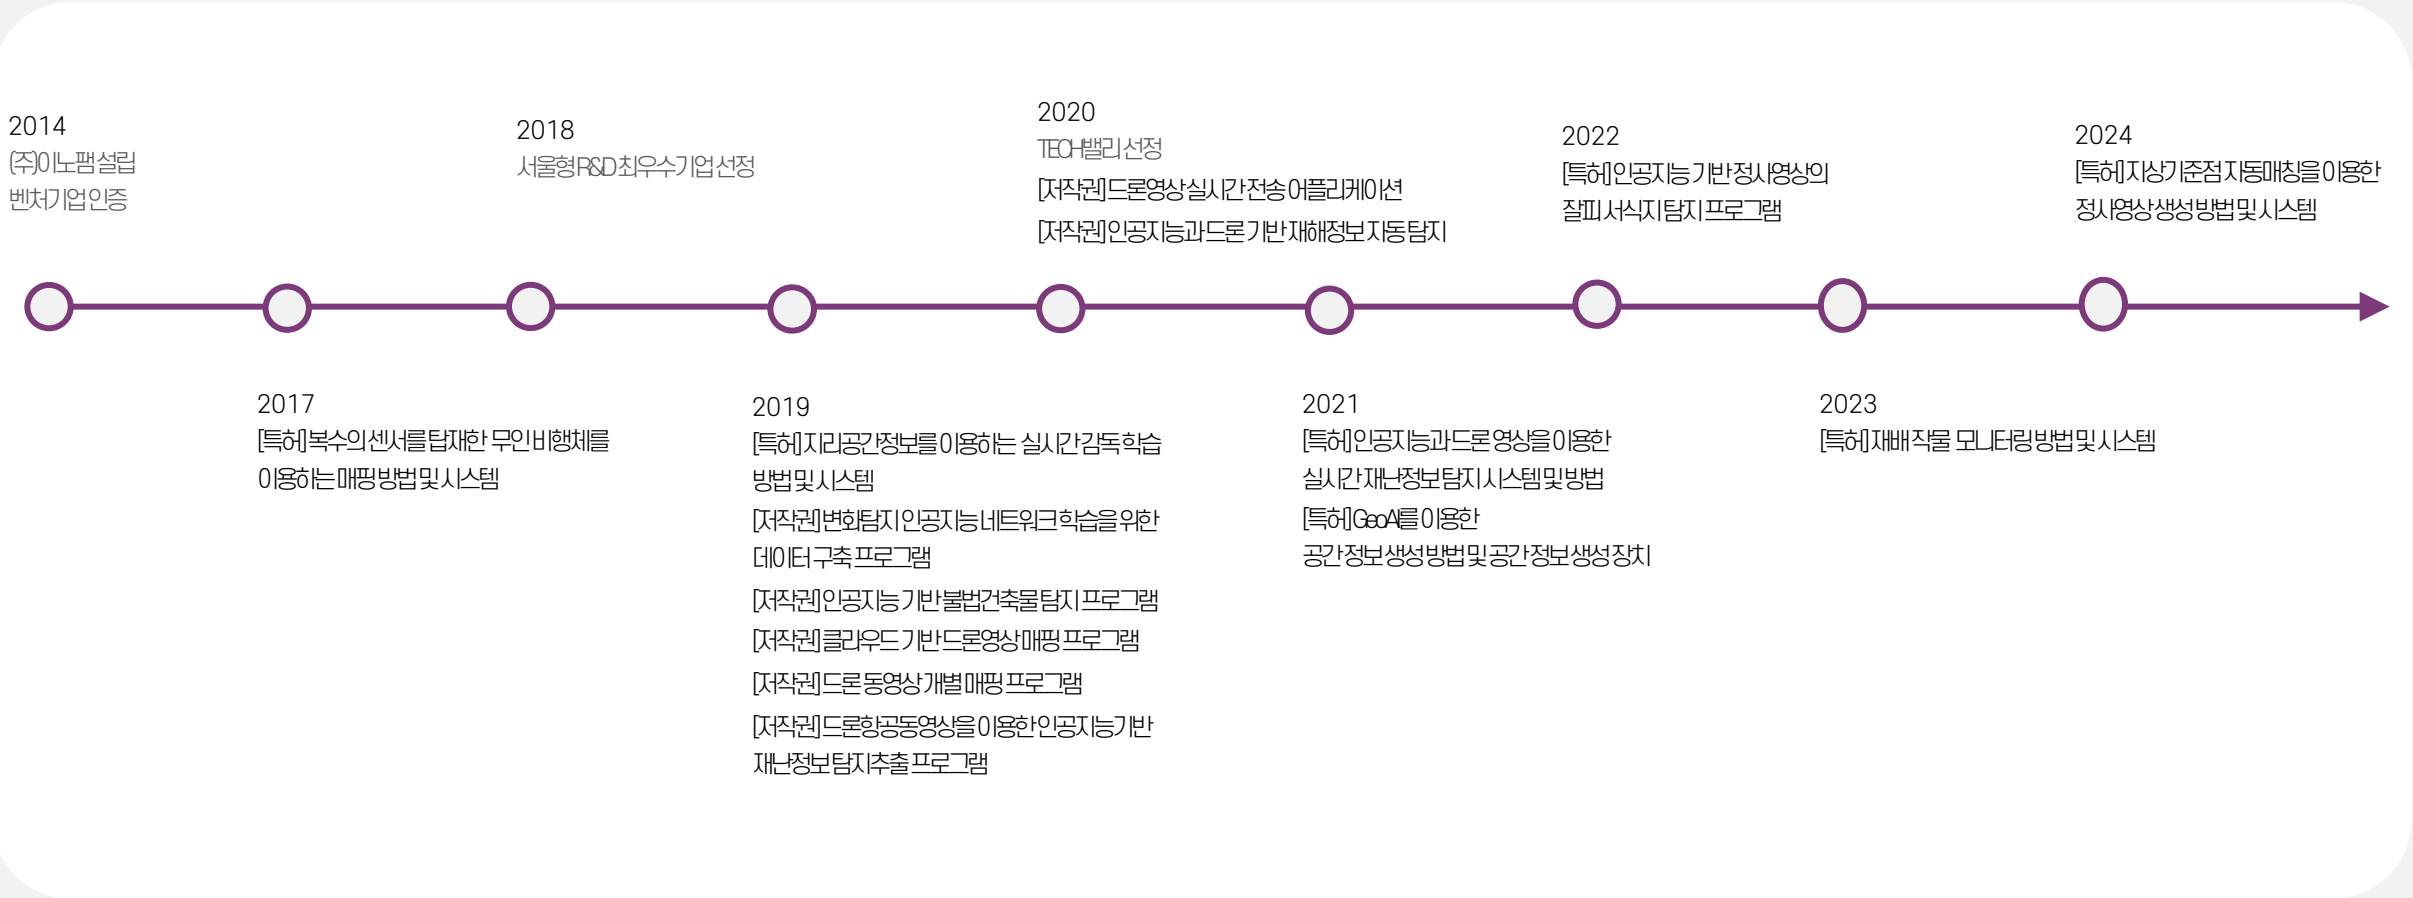 2014
(주)이노팸 설립
벤처기업 인증
2017
[특허] 복수의 센서를 탑재한 무인 비행체를
이용하는 매핑 방법 및 시스템
2018
서울형 R&D 최우수기업 선정
2019
[특허] 지리공간정보를 이용하는 실시간 감독 학습
방법 및 시스템
[저작권] 변화탐지 인공지능 네트워크 학습을 위한
데이터 구축 프로그램
[저작권] 인공지능 기반 불법건축물 탐지 프로그램
[저작권] 클라우드 기반 드론영상 매핑 프로그램
[저작권] 드론 동영상 개별 매핑 프로그램
[저작권] 드론항공동영상을 이용한 인공지능기반
재난정보 탐지추출 프로그램
2020
TECH밸리 선정
[저작권] 드론영상 실시간 전송 어플리케이션
[저작권] 인공지능과 드론 기반 재해정보 자동 탐지
2021
[특허] 인공지능과 드론 영상을 이용한
실시간 재난정보 탐지 시스템 및 방법
[특허] GeoAI를 이용한
공간 정보 생성 방법 및 공간 정보 생성 장치
2022
[특허] 인공지능 기반 정사영상의
잘피 서식지 탐지 프로그램
2023
[특허] 재배 작물 모니터링 방법 및 시스템
2024
[특허] 지상기준점 자동매칭을 이용한
정사영상 생성 방법 및 시스템